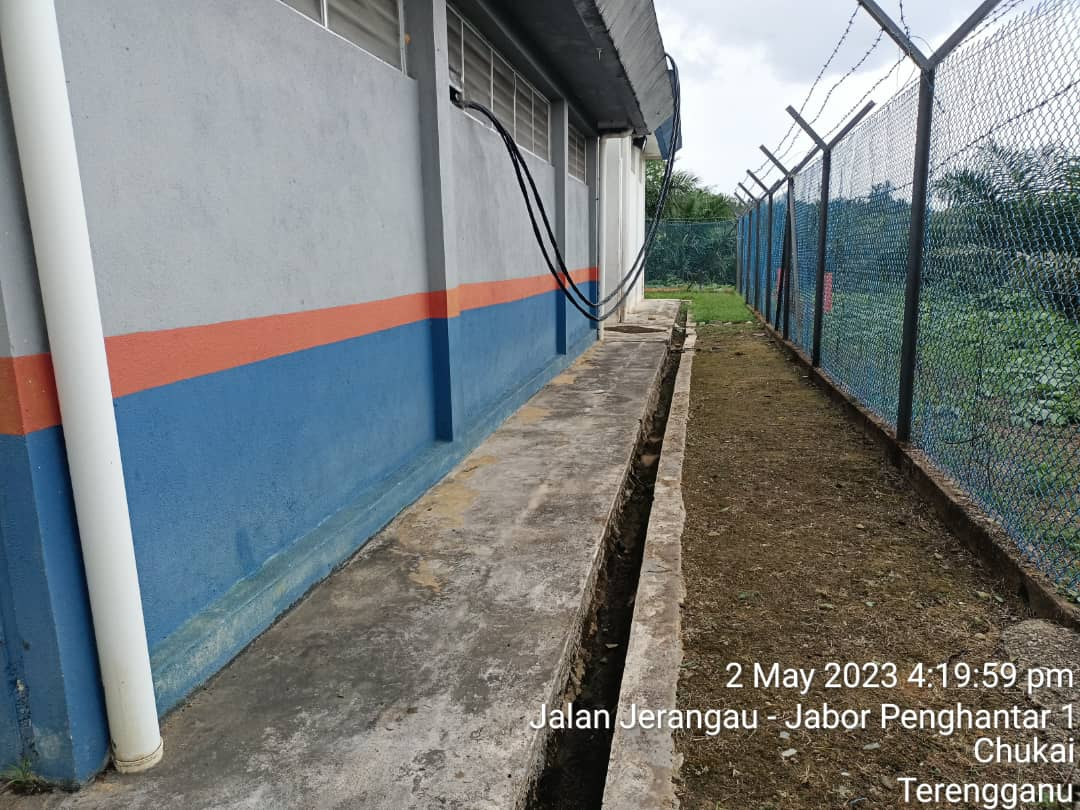 2 May 2023 4:19:59 pm
Jalan Jerangau - Jabor Penghantar 1
Chukai
Terengganu